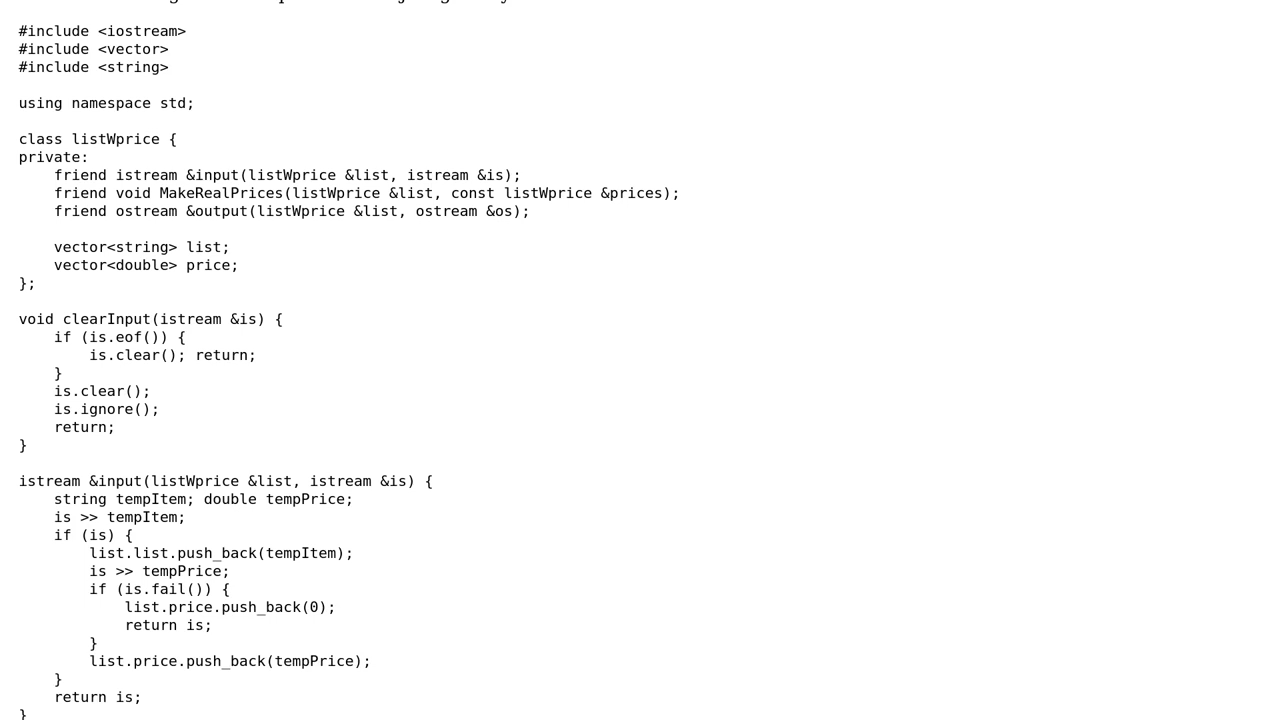 #include <iostream>
#include <vector>
#include <string>

using namespace std;

class listWprice {
private:
    friend istream &input(listWprice &list, istream &is);
    friend void MakeRealPrices(listWprice &list, const listWprice &prices);
    friend ostream &output(listWprice &list, ostream &os);

    vector<string> list;
    vector<double> price;
};

void clearInput(istream &is) {
    if (is.eof()) {
        is.clear(); return;
    }
    is.clear();
    is.ignore();
    return;
}

istream &input(listWprice &list, istream &is) {
    string tempItem; double tempPrice;
    is >> tempItem;
    if (is) {
        list.list.push_back(tempItem);
        is >> tempPrice;
        if (is.fail()) {
            list.price.push_back(0);
            return is;
        }
        list.price.push_back(tempPrice);
    }
    return is;
}